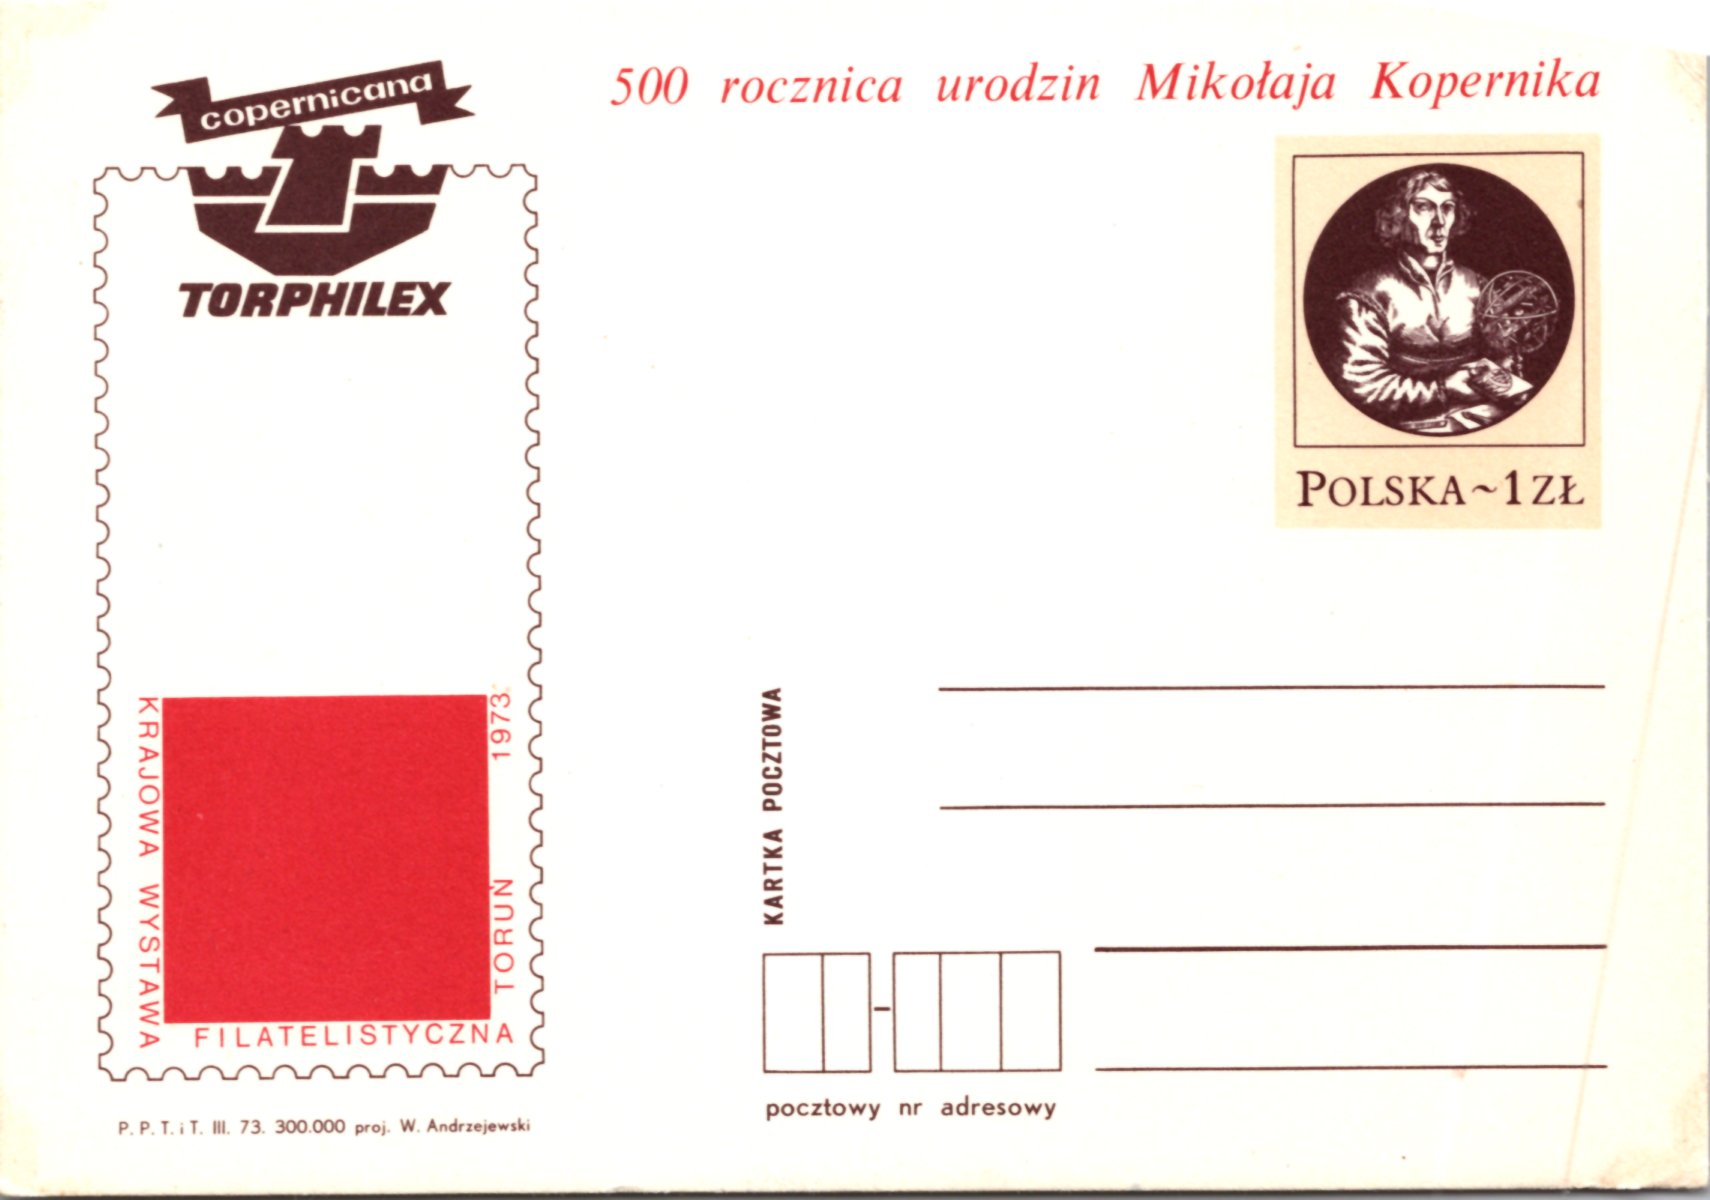 500 rocznica urodzin Mikołaja Kopernika
copernicana
TORPHILEX
POLSKA ~ 1 ZŁ
KRAJOWA WYSTAWA
FILATELISTYCZNA
TORUŃ 1973
KARTKA POCZTOWA
pocztowy nr adresowy
P. P. T. i T. III. 73. 300.000 proj. W. Andrzejewski